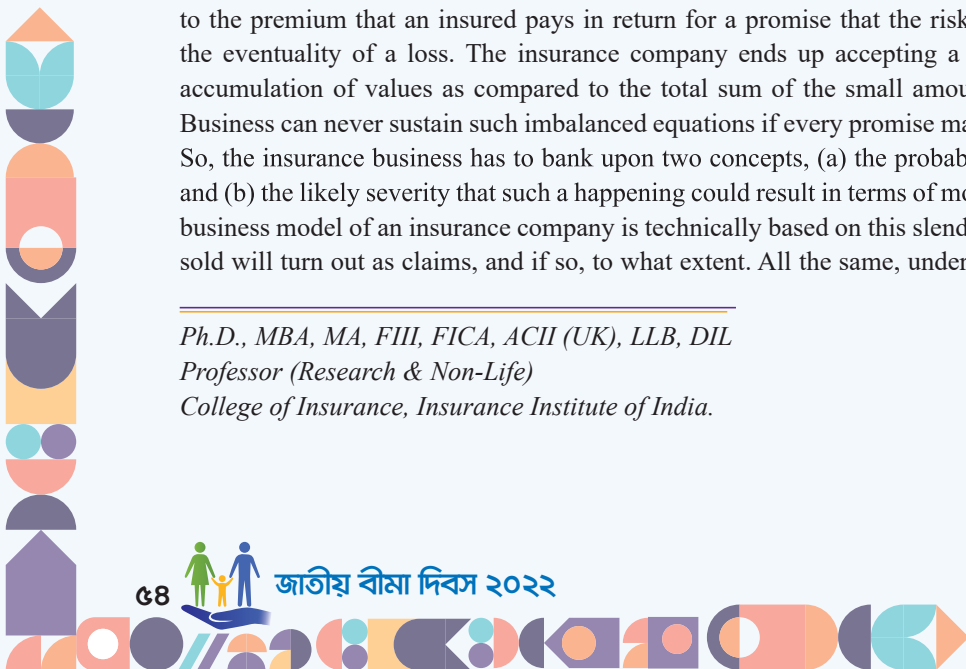 to the premium that an insured pays in return for a promise that the risk
the eventuality of a loss. The insurance company ends up accepting a
accumulation of values as compared to the total sum of the small amou
Business can never sustain such imbalanced equations if every promise ma
So, the insurance business has to bank upon two concepts, (a) the probab
and (b) the likely severity that such a happening could result in terms of mo
business model of an insurance company is technically based on this slend
sold will turn out as claims, and if so, to what extent. All the same, under
Ph.D., MBA, MA, FIII, FICA, ACII (UK), LLB, DIL
Professor (Research & Non-Life)
College of Insurance, Insurance Institute of India.
৫৪ জাতীয় বীমা দিবস ২০২২